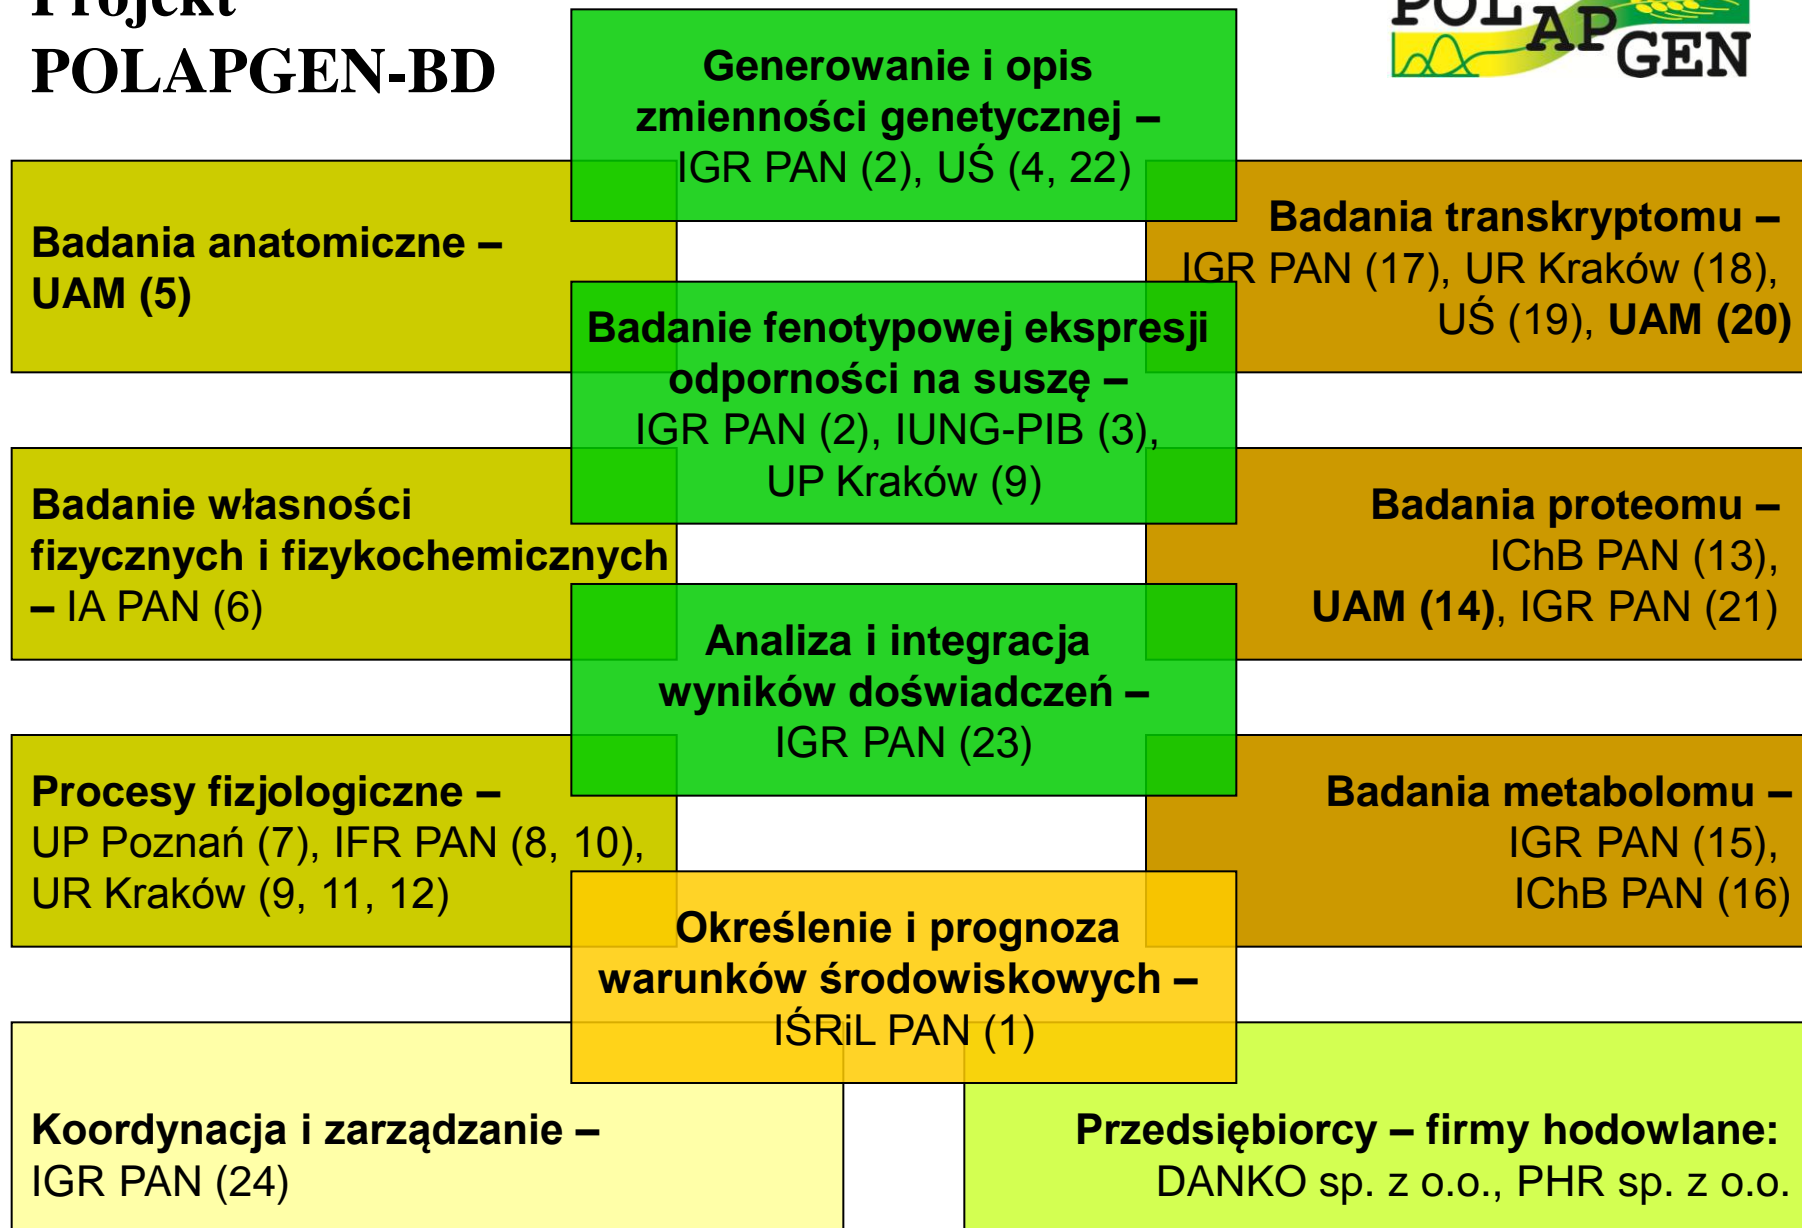 Projekt
POLAPGEN-BD
POLAPGEN
Generowanie i opis
zmienności genetycznej –
IGR PAN (2), UŚ (4, 22)
Badania anatomiczne –
UAM (5)
Badania transkryptomu –
IGR PAN (17), UR Kraków (18),
UŚ (19), UAM (20)
Badanie fenotypowej ekspresji
odporności na suszę –
IGR PAN (2), IUNG-PIB (3),
UP Kraków (9)
Badanie własności
fizycznych i fizykochemicznych
– IA PAN (6)
Badania proteomu –
IChB PAN (13),
UAM (14), IGR PAN (21)
Analiza i integracja
wyników doświadczeń –
IGR PAN (23)
Procesy fizjologiczne –
UP Poznań (7), IFR PAN (8, 10),
UR Kraków (9, 11, 12)
Badania metabolomu –
IGR PAN (15),
IChB PAN (16)
Określenie i prognoza
warunków środowiskowych –
IŚRiL PAN (1)
Koordynacja i zarządzanie –
IGR PAN (24)
Przedsiębiorcy – firmy hodowlane:
DANKO sp. z o.o., PHR sp. z o.o.